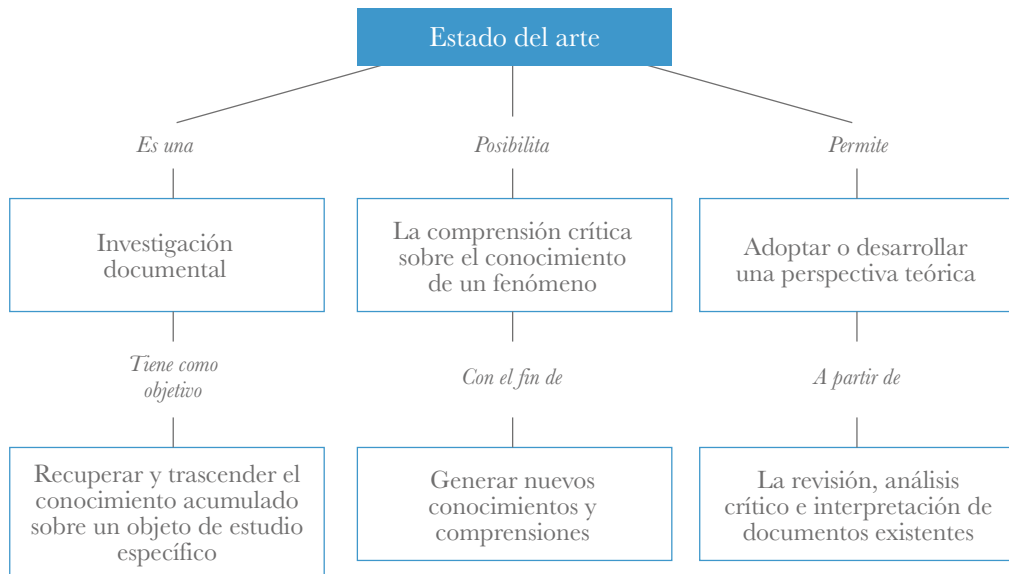 Estado del arte
Es una
Posibilita
Permite
Investigación
documental
La comprensión crítica
sobre el conocimiento
de un fenómeno
Adoptar o desarrollar
una perspectiva teórica
Tiene como
objetivo
Con el fin de
A partir de
Recuperar y trascender el
conocimiento acumulado
sobre un objeto de estudio
específico
Generar nuevos
conocimientos y
comprensiones
La revisión, análisis
crítico e interpretación de
documentos existentes